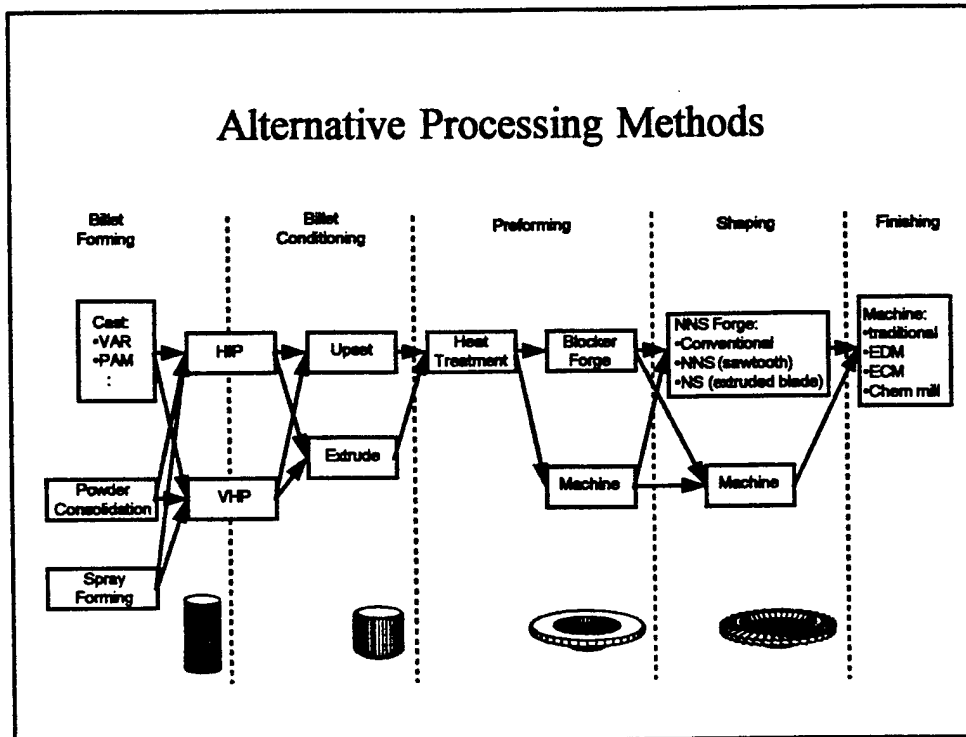 Alternative Processing Methods
Billet
Forming
Billet
Conditioning
Preforming
Shaping
Finishing
Cast:
•VAR
•PAM
:
HIP
Upset
Heat
Treatment
Blocker
Forge
NNS Forge:
•Conventional
•NNS (sawtooth)
•NS (extruded blade)
Machine:
•traditional
•EDM
•ECM
•Chem mill
Extrude
Powder
Consolidation
VHP
Machine
Machine
Spray
Forming